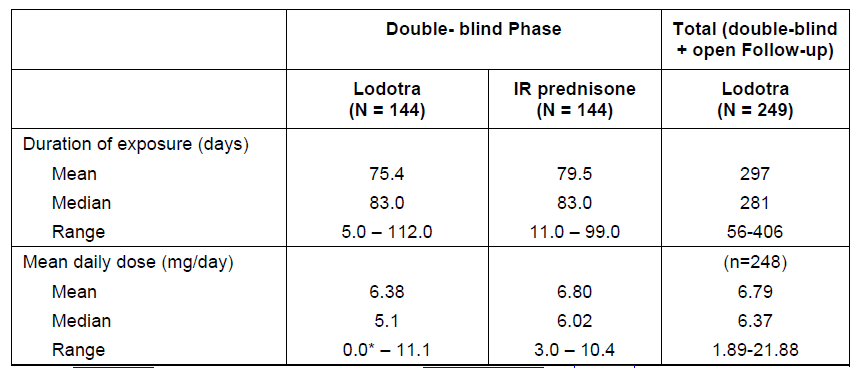 Double- blind Phase Total (double-blind
+ open Follow-up)
Lodotra IR prednisone Lodotra
(N = 144) (N = 144) (N = 249)
Duration of exposure (days)
Mean 75.4 79.5 297
Median 83.0 83.0 281
Range 5.0 – 112.0 11.0 – 99.0 56-406
Mean daily dose (mg/day) (n=248)
Mean 6.38 6.80 6.79
Median 5.1 6.02 6.37
Range 0.0* – 11.1 3.0 – 10.4 1.89-21.88